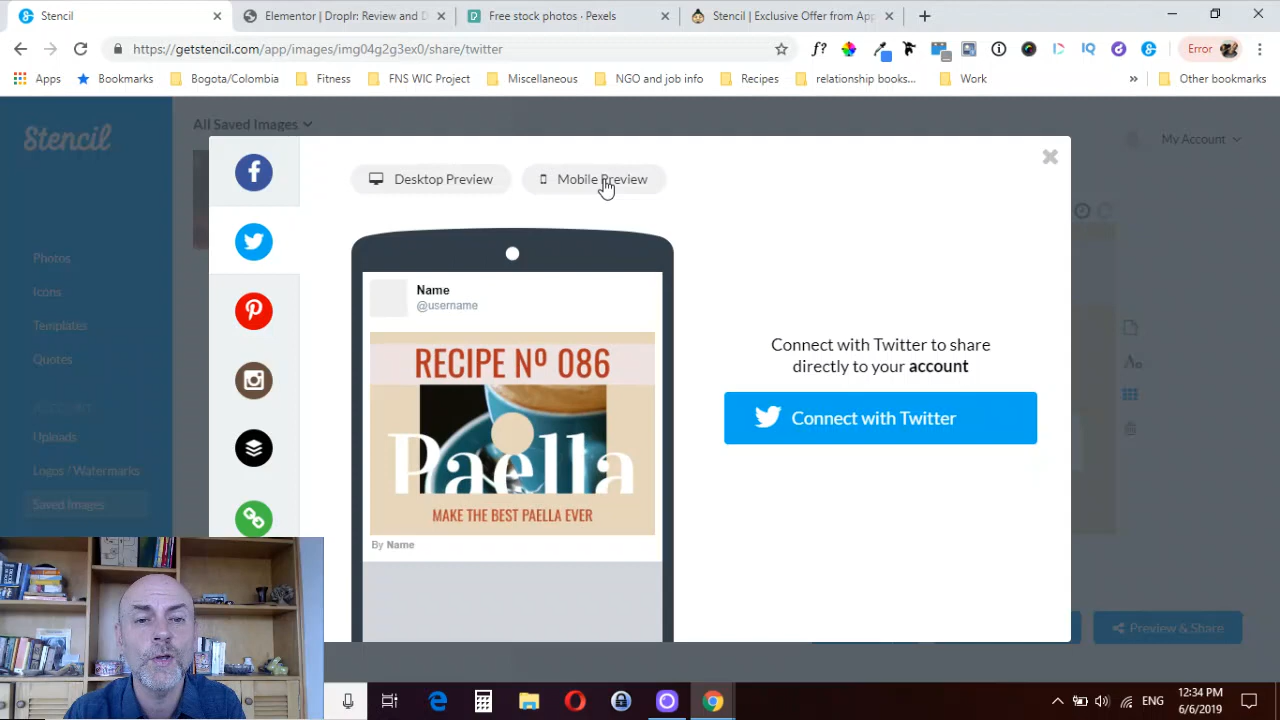 Stencil
Elementor | Droplr: Review and D
Free stock photos · Pexels
Stencil | Exclusive Offer from App
https://getstencil.com/app/images/img04g2g3ex0/share/twitter
f?
IQ
Error
Apps
Bookmarks
Bogota/Colombia
Fitness
FNS WIC Project
Miscellaneous
NGO and job info
Recipes
relationship book...
Work
»
Other bookmarks
Stencil
All Saved Images
My Account
Photos
Icons
Templates
Quotes
ACCOUNT
Uploads
Logos / Watermarks
Saved Images
Desktop Preview
Mobile Preview
Name
@username
RECIPE Nº 086
Paella
MAKE THE BEST PAELLA EVER
By Name
Connect with Twitter to share
directly to your account
Connect with Twitter
Preview & Share
ENG
12:34 PM
6/6/2019